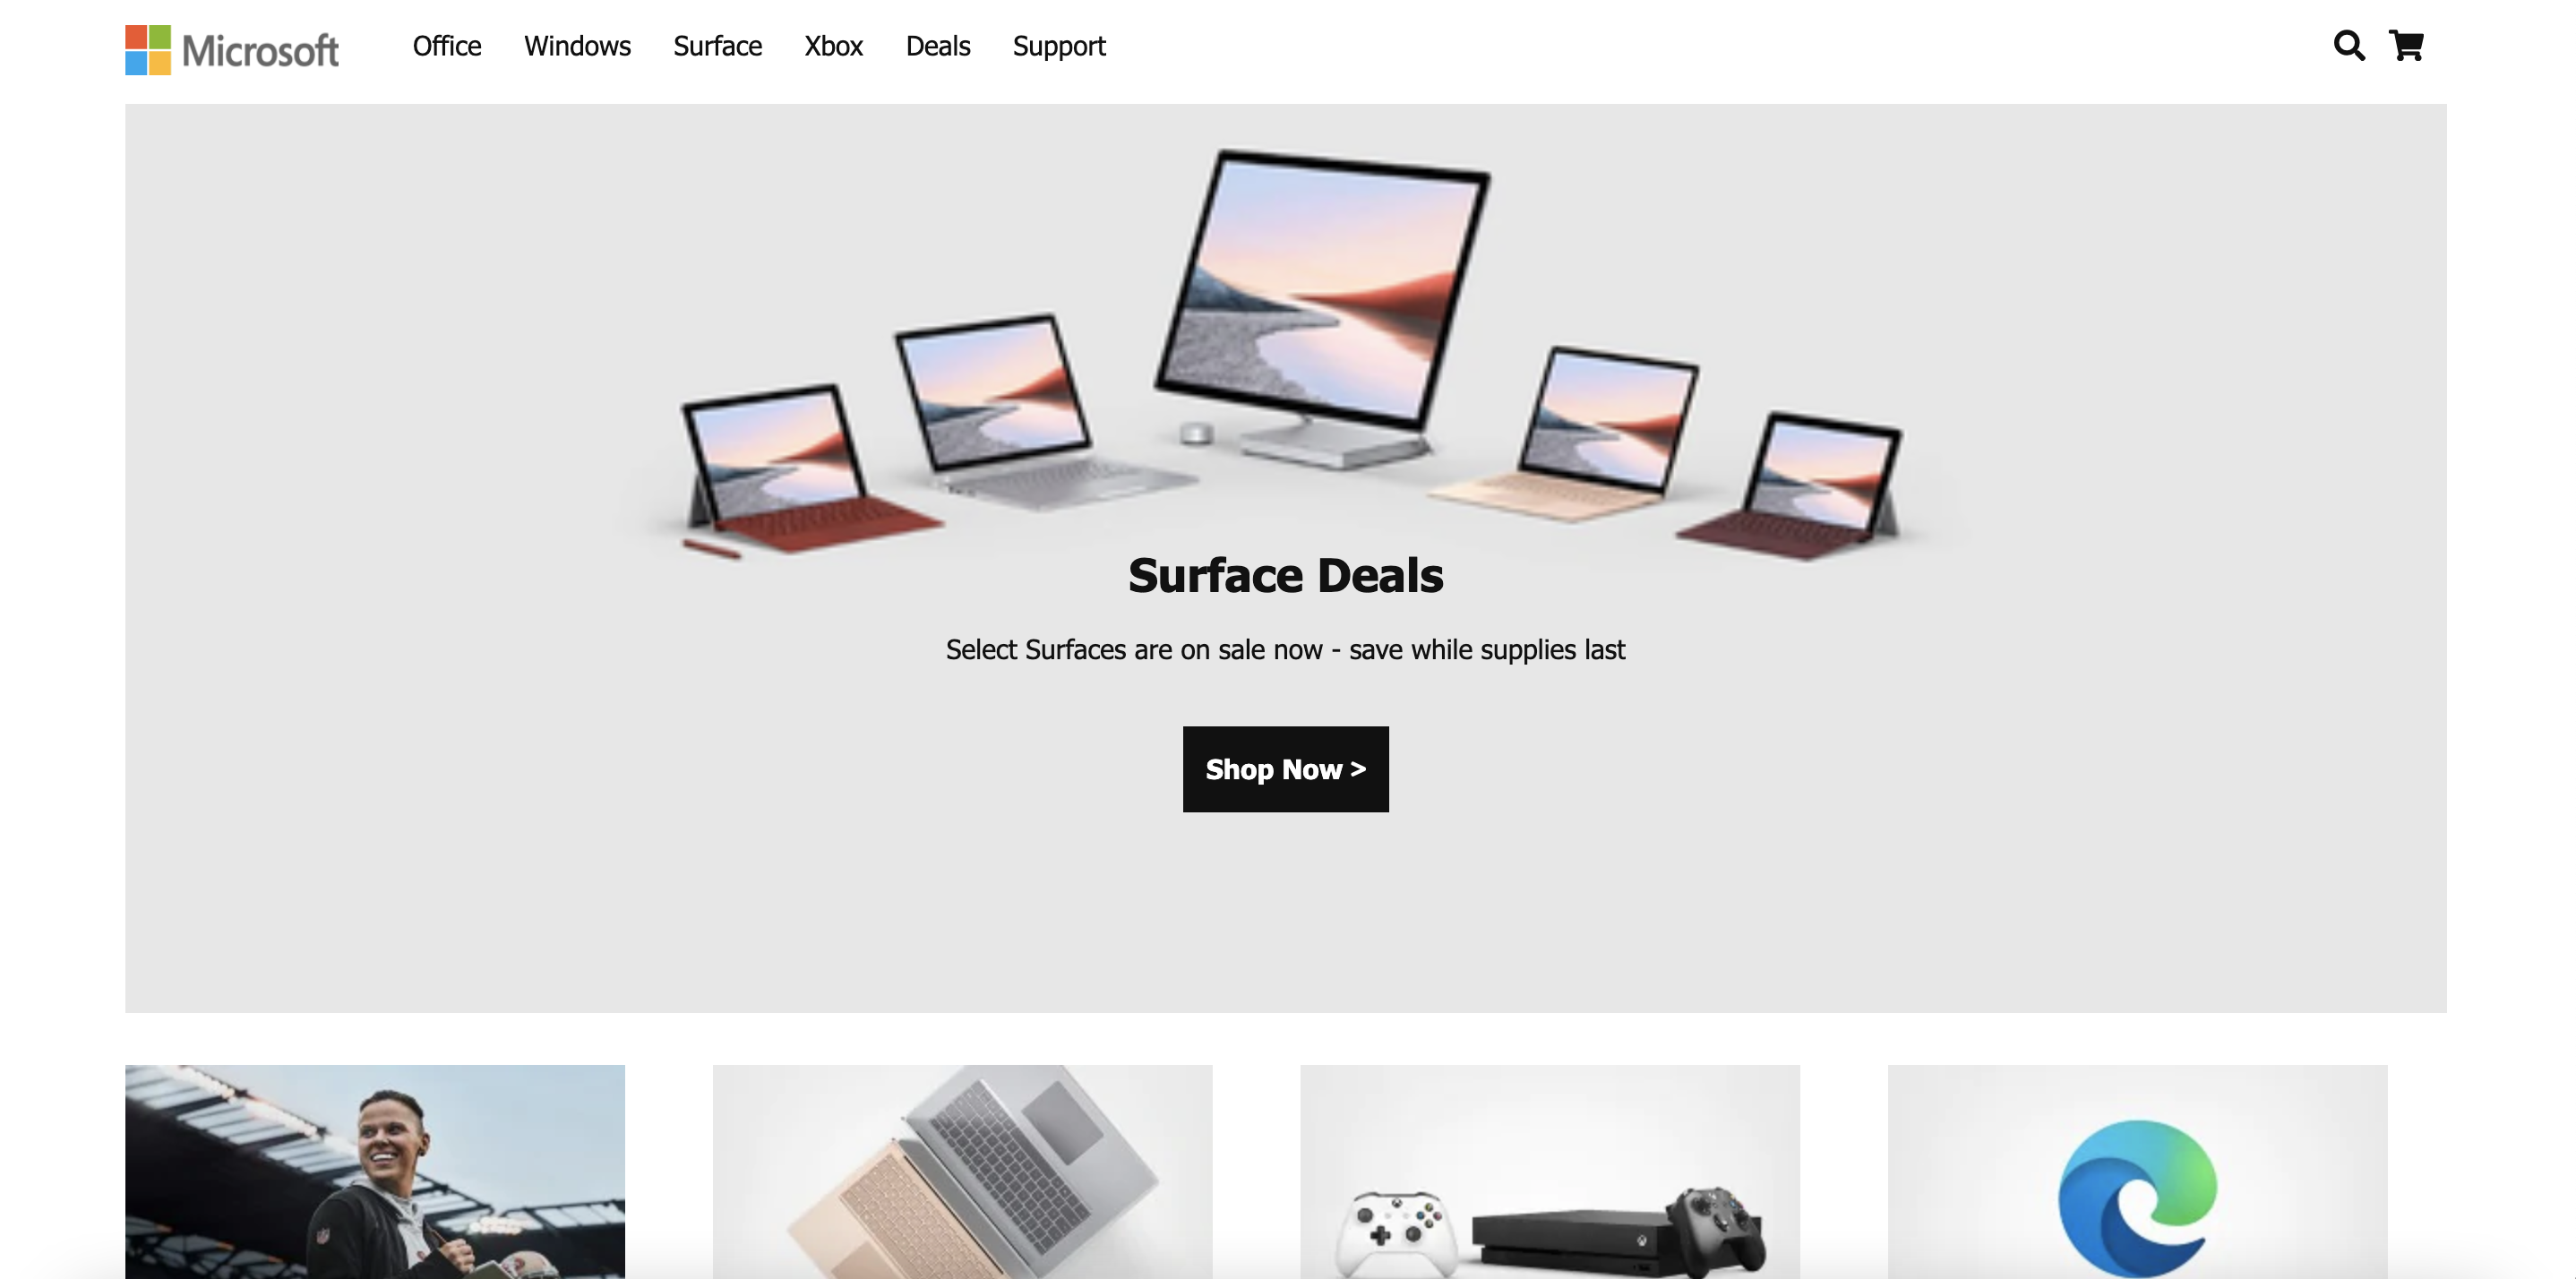 Microsoft
Office Windows Surface Xbox Deals Support
Surface Deals
Select Surfaces are on sale now - save while supplies last
Shop Now >